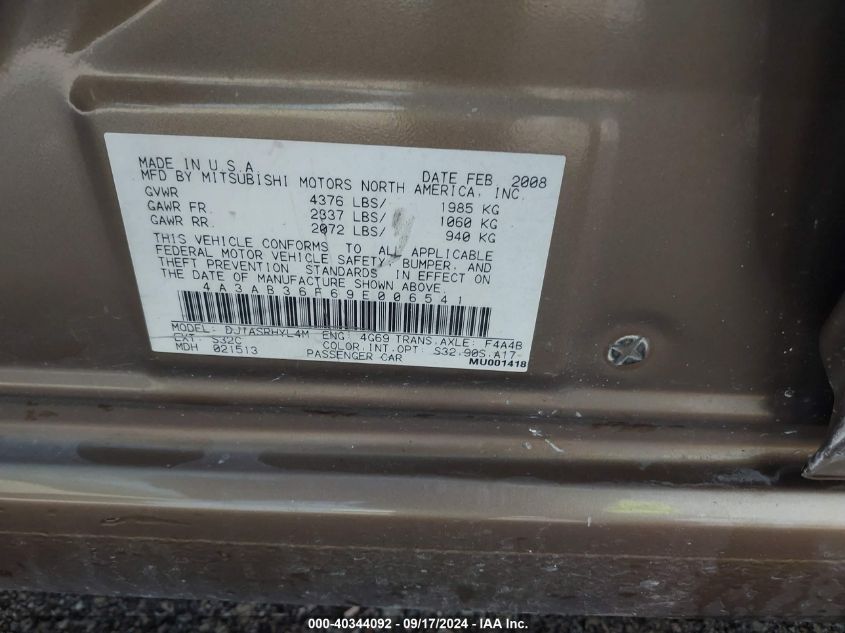 MADE IN U.S.A DATE FEB 2008
MFD BY MITSUBISHI MOTORS NORTH AMERICA, INC.
GVWR 4376 LBS/ 1985 KG
GAWR FR. 2337 LBS/ 1060 KG
GAWR RR. 2072 LBS/ 940 KG
THIS VEHICLE CONFORMS TO ALL APPLICABLE
FEDERAL MOTOR VEHICLE SAFETY, BUMPER, AND
THEFT PREVENTION STANDARDS IN EFFECT ON
THE DATE OF MANUFACTURE SHOWN ABOVE.
4A3AB36F69E006541
MODEL: DJTASRHYL4M ENG: 4G69 TRANS.AXLE: F4A4B
EXT: S32C COLOR.INT.OPT: S32.90S.A17
MDH 021513 PASSENGER CAR MU001418
000-40344092 - 09/17/2024 - © IAA, Inc.